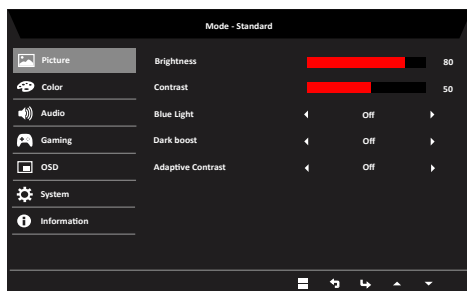 Mode - Standard
Picture
Color
Audio
Gaming
OSD
System
Information
Brightness 80
Contrast 50
Blue Light Off
Dark boost Off
Adaptive Contrast Off